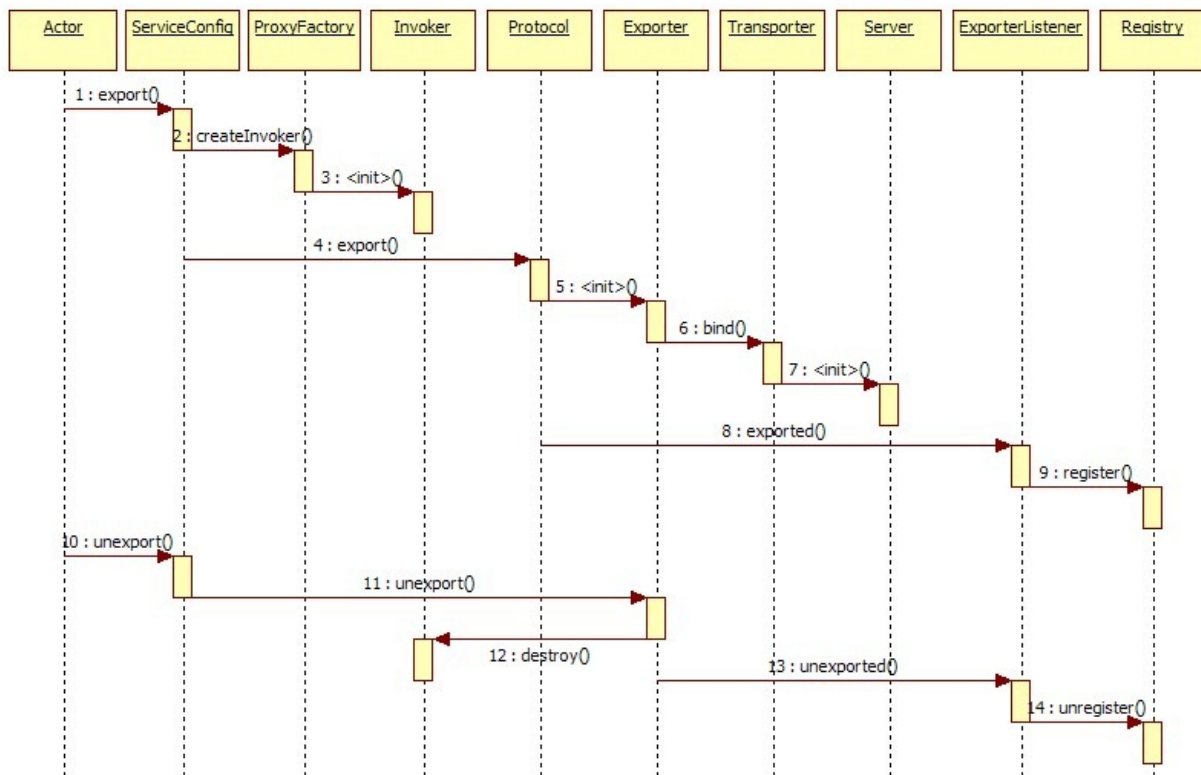 Actor
ServiceConfig
ProxyFactory
Invoker
Protocol
Exporter
Transporter
Server
ExporterListener
Registry
1 : export()
2 : createInvoker()
3 : <init>()
4 : export()
5 : <init>()
6 : bind()
7 : <init>()
8 : exported()
9 : register()
10 : unexport()
11 : unexport()
12 : destroy()
13 : unexported()
14 : unregister()